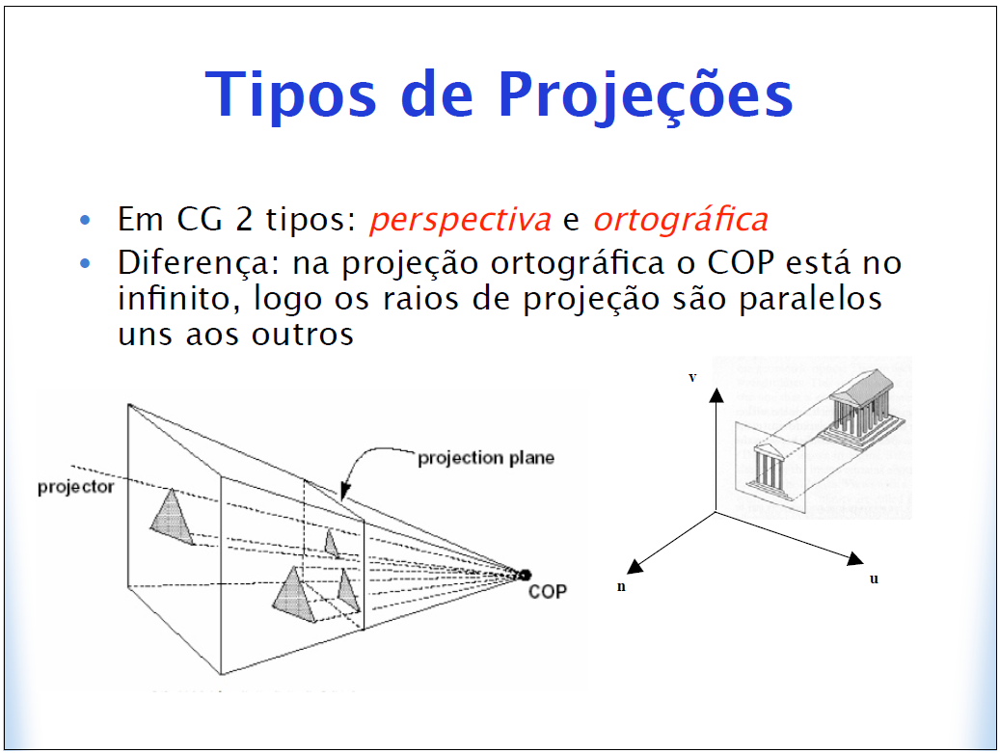 Tipos de Projeções
• Em CG 2 tipos: perspectiva e ortográfica
• Diferença: na projeção ortográfica o COP está no
infinito, logo os raios de projeção são paralelos
uns aos outros
projector
projection plane
COP
v
n
u